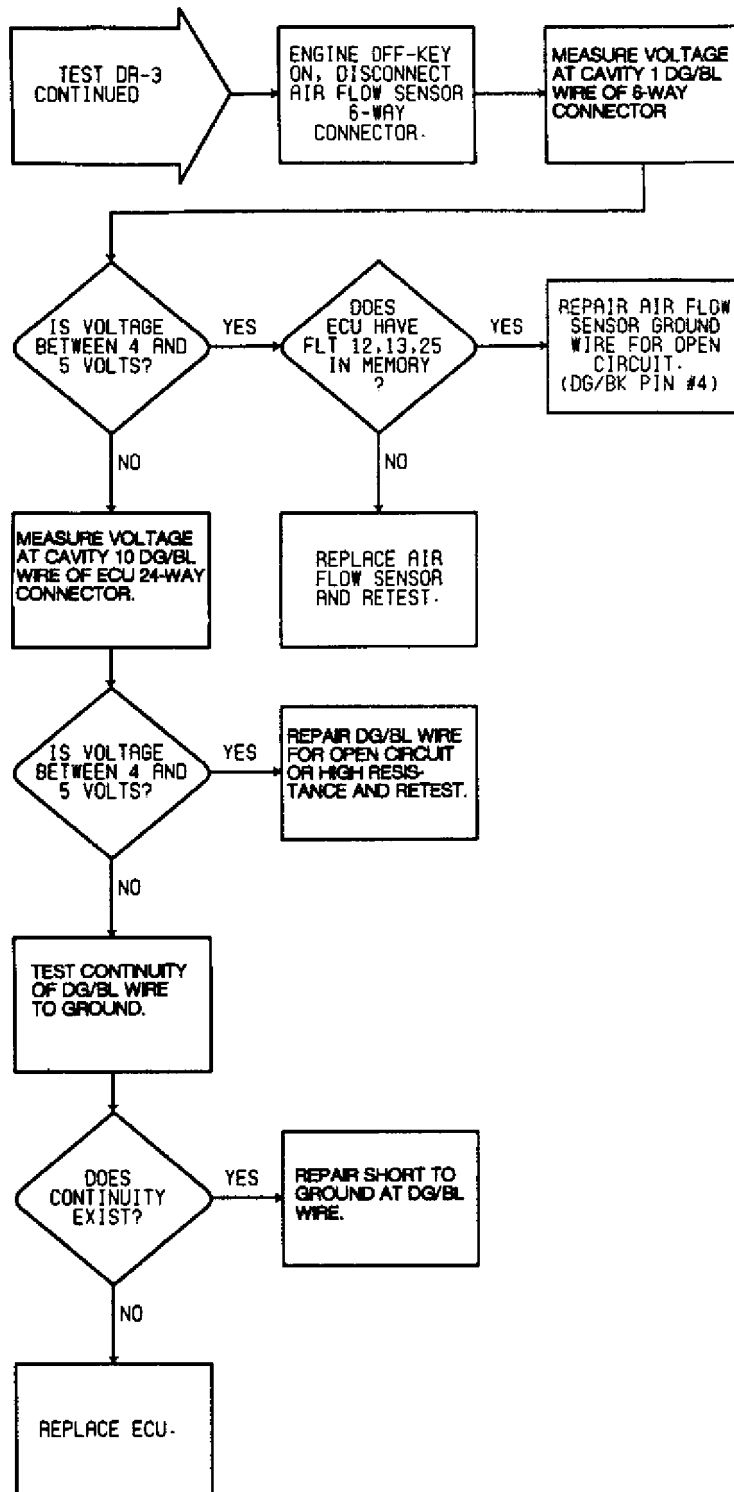 TEST DR-3
CONTINUED
ENGINE OFF-KEY
ON, DISCONNECT
AIR FLOW SENSOR
6-WAY
CONNECTOR.
MEASURE VOLTAGE
AT CAVITY 1 DG/BL
WIRE OF 6-WAY
CONNECTOR
IS VOLTAGE
BETWEEN 4 AND
5 VOLTS?
YES
DOES
ECU HAVE
FLT 12,13,25
IN MEMORY
?
YES
REPAIR AIR FLOW
SENSOR GROUND
WIRE FOR OPEN
CIRCUIT.
(DG/BK PIN #4)
NO
NO
MEASURE VOLTAGE
AT CAVITY 10 DG/BL
WIRE OF ECU 24-WAY
CONNECTOR.
REPLACE AIR
FLOW SENSOR
AND RETEST.
IS VOLTAGE
BETWEEN 4 AND
5 VOLTS?
YES
REPAIR DG/BL WIRE
FOR OPEN CIRCUIT
OR HIGH RESIS-
TANCE AND RETEST.
NO
TEST CONTINUITY
OF DG/BL WIRE
TO GROUND.
DOES
CONTINUITY
EXIST?
YES
REPAIR SHORT TO
GROUND AT DG/BL
WIRE.
NO
REPLACE ECU.